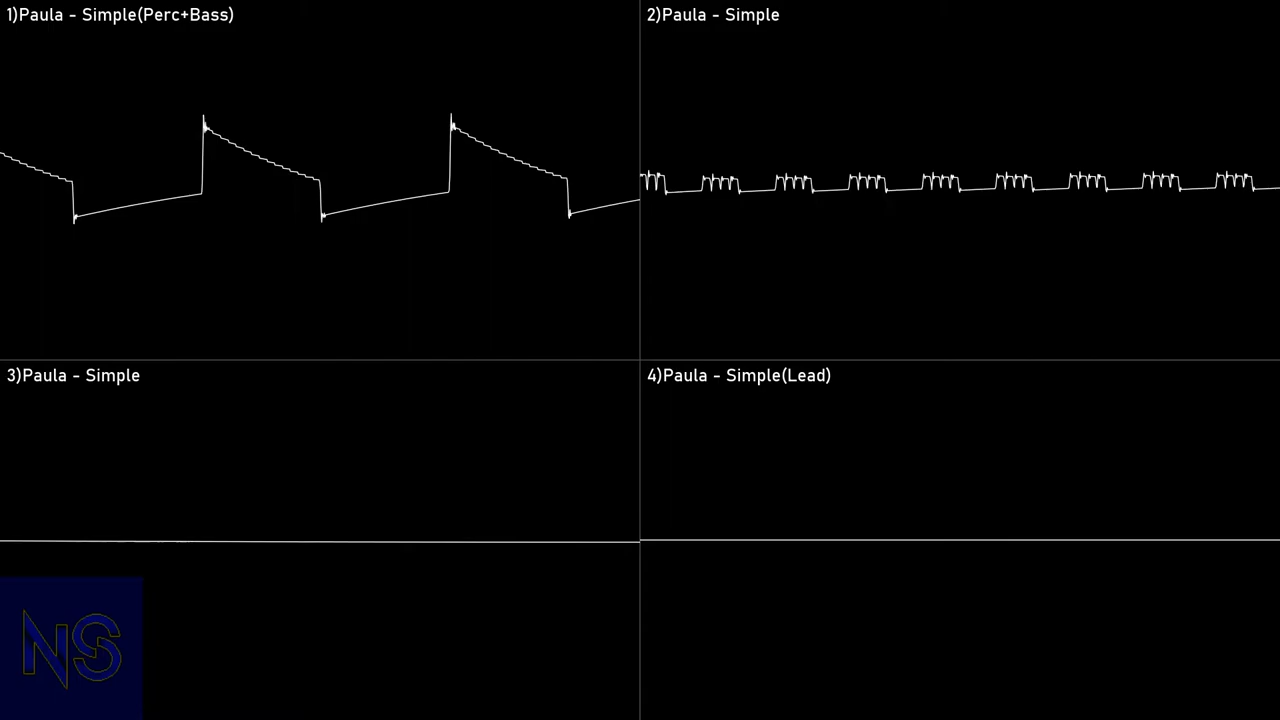 1)Paula - Simple(Perc+Bass)
2)Paula - Simple
3)Paula - Simple
4)Paula - Simple(Lead)
NS